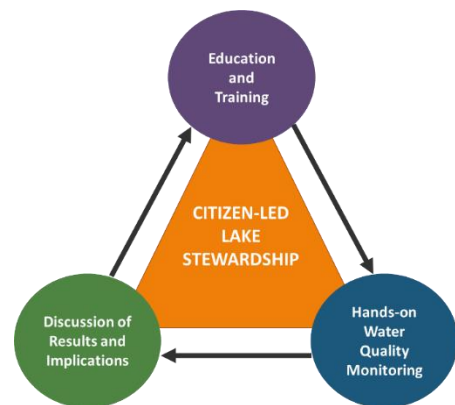 Education
and
Training
CITIZEN-LED
LAKE
STEWARDSHIP
Discussion of
Results and
Implications
Hands-on
Water
Quality
Monitoring